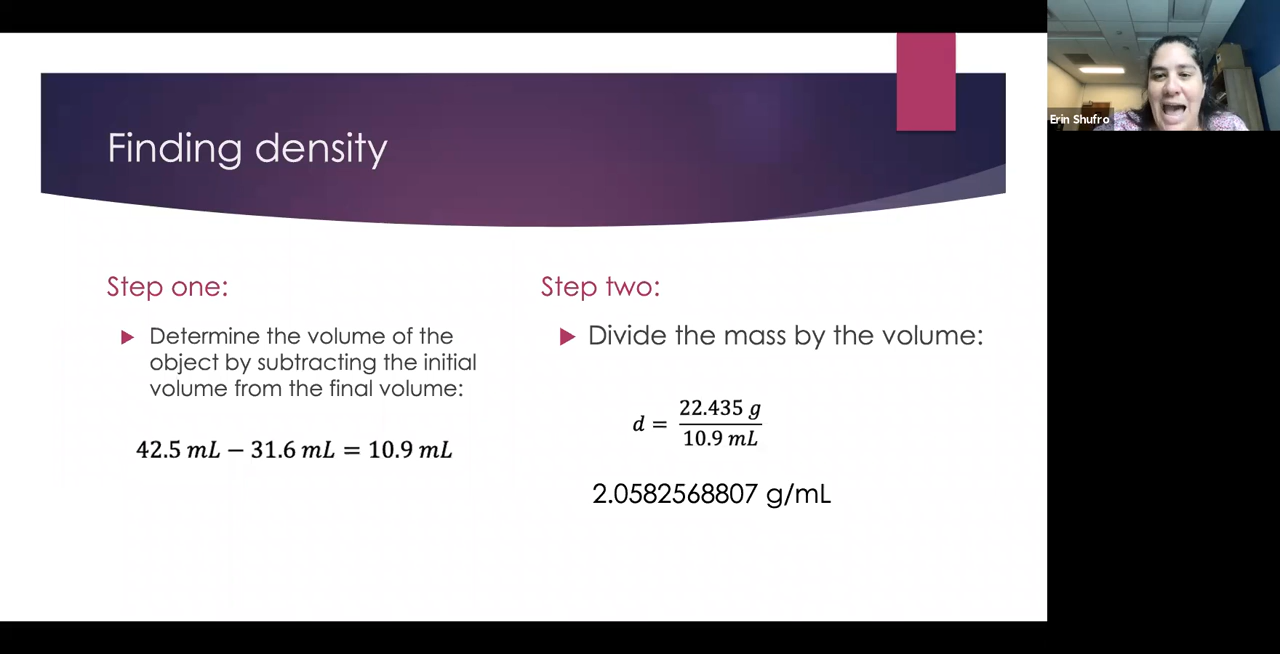 Finding density
Erin Shufro
Step one:
Determine the volume of the
object by subtracting the initial
volume from the final volume:
42.5 mL − 31.6 mL = 10.9 mL
Step two:
Divide the mass by the volume:
d = 22.435 g / 10.9 mL
2.0582568807 g/mL